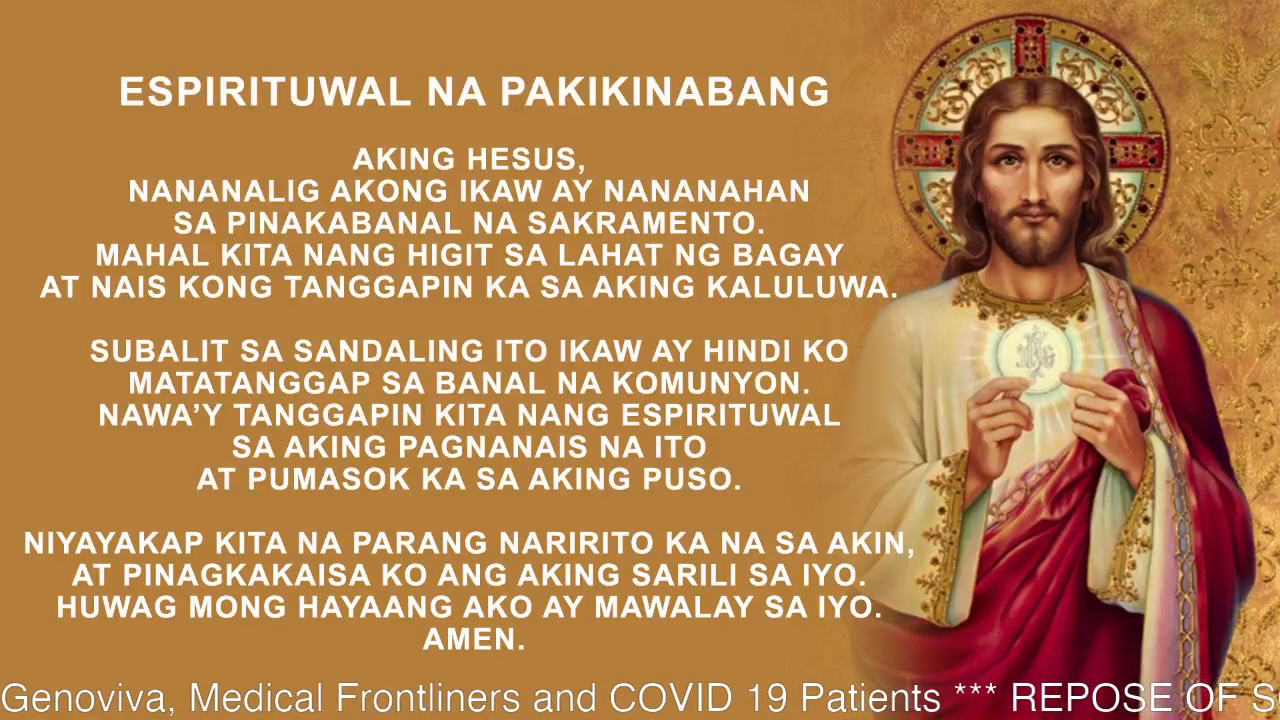 ESPIRITUWAL NA PAKIKINABANG
AKING HESUS,
NANANALIG AKONG IKAW AY NANANAHAN
SA PINAKABANAL NA SAKRAMENTO.
MAHAL KITA NANG HIGIT SA LAHAT NG BAGAY
AT NAIS KONG TANGGAPIN KA SA AKING KALULUWA.
SUBALIT SA SANDALING ITO IKAW AY HINDI KO
MATATANGGAP SA BANAL NA KOMUNYON.
NAWA’Y TANGGAPIN KITA NANG ESPIRITUWAL
SA AKING PAGNANAIS NA ITO
AT PUMASOK KA SA AKING PUSO.
NIYAYAKAP KITA NA PARANG NARIRITO KA NA SA AKIN,
AT PINAGKAKAISA KO ANG AKING SARILI SA IYO.
HUWAG MONG HAYAANG AKO AY MAWALAY SA IYO.
AMEN.
Genoviva, Medical Frontliners and COVID 19 Patients *** REPOSE OF